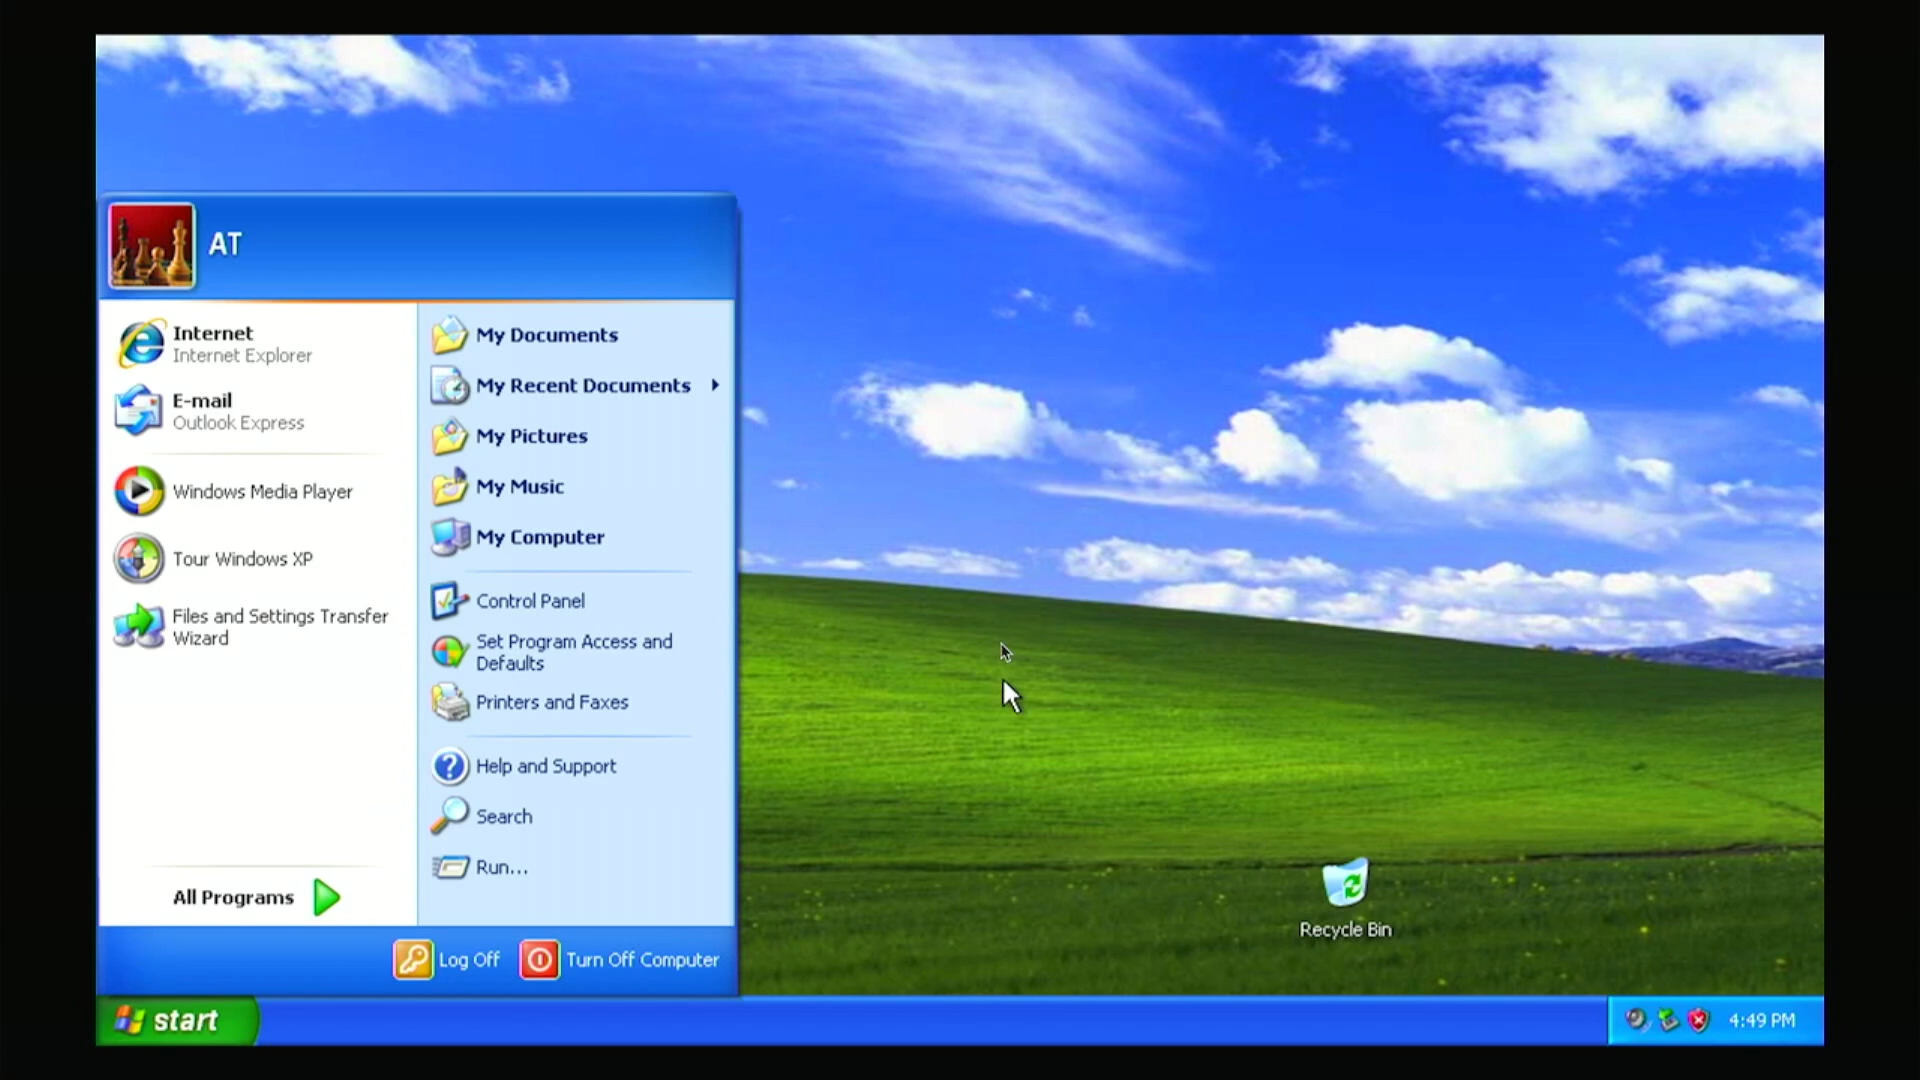 AT
Internet
Internet Explorer
E-mail
Outlook Express
Windows Media Player
Tour Windows XP
Files and Settings Transfer
Wizard
All Programs
My Documents
My Recent Documents
My Pictures
My Music
My Computer
Control Panel
Set Program Access and
Defaults
Printers and Faxes
Help and Support
Search
Run...
Log Off
Turn Off Computer
Recycle Bin
start
4:49 PM